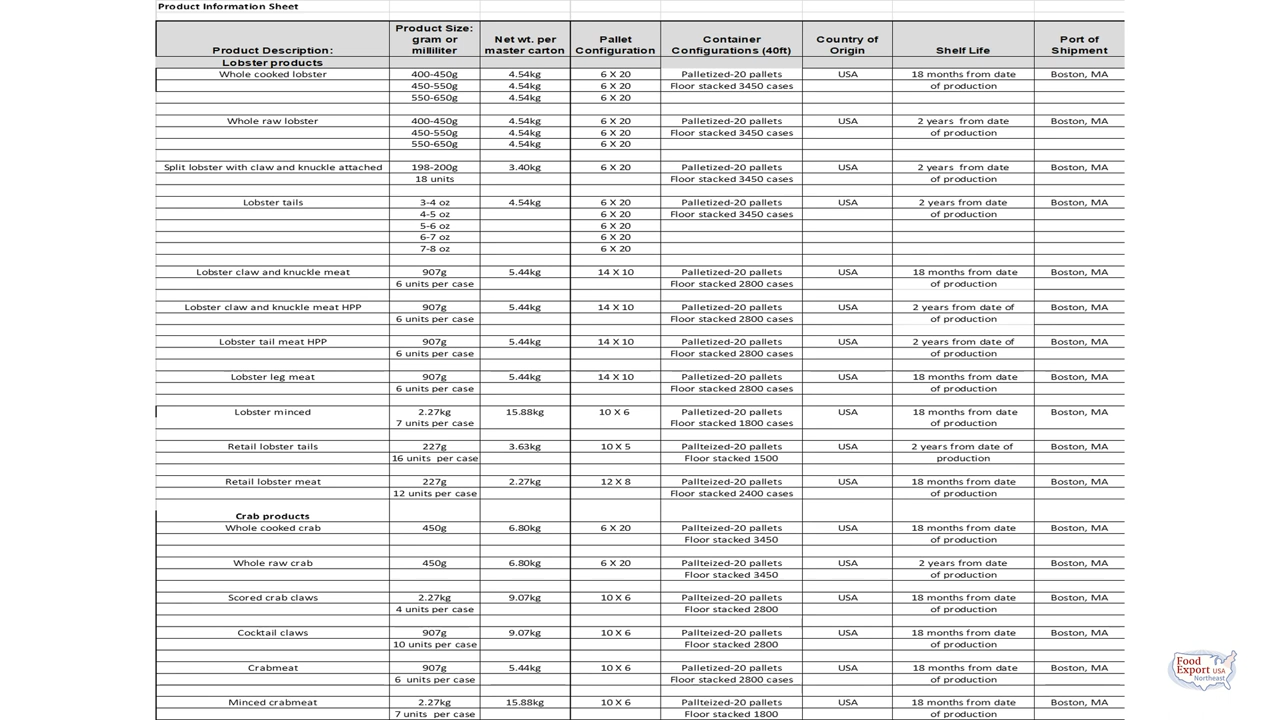 Product Information Sheet
Product Description: Product Size: gram or milliliter Net wt. per master carton Pallet Configuration Container Configurations (40ft) Country of Origin Shelf Life Port of Shipment
Lobster products
Whole cooked lobster 400-450g 4.54kg 6 X 20 Palletized-20 pallets USA 18 months from date Boston, MA
450-550g 4.54kg 6 X 20 Floor stacked 3450 cases of production
550-650g 4.54kg 6 X 20
Whole raw lobster 400-450g 4.54kg 6 X 20 Palletized-20 pallets USA 2 years from date Boston, MA
450-550g 4.54kg 6 X 20 Floor stacked 3450 cases of production
550-650g 4.54kg 6 X 20
Split lobster with claw and knuckle attached 198-200g 3.40kg 6 X 20 Palletized-20 pallets USA 2 years from date Boston, MA
18 units Floor stacked 3450 cases of production
Lobster tails 3-4 oz 4.54kg 6 X 20 Palletized-20 pallets USA 2 years from date Boston, MA
4-5 oz 6 X 20 Floor stacked 3450 cases of production
5-6 oz 6 X 20
6-7 oz 6 X 20
7-8 oz 6 X 20
Lobster claw and knuckle meat 907g 5.44kg 14 X 10 Palletized-20 pallets USA 18 months from date Boston, MA
6 units per case Floor stacked 2800 cases of production
Lobster claw and knuckle meat HPP 907g 5.44kg 14 X 10 Palletized-20 pallets USA 2 years from date of Boston, MA
6 units per case Floor stacked 2800 cases of production
Lobster tail meat HPP 907g 5.44kg 14 X 10 Palletized-20 pallets USA 2 years from date of Boston, MA
6 units per case Floor stacked 2800 cases of production
Lobster leg meat 907g 5.44kg 14 X 10 Palletized-20 pallets USA 18 months from date Boston, MA
6 units per case Floor stacked 2800 cases of production
Lobster minced 2.27kg 15.88kg 10 X 6 Palletized-20 pallets USA 18 months from date Boston, MA
7 units per case Floor stacked 1800 cases of production
Retail lobster tails 227g 3.63kg 10 X 5 Pallteized-20 pallets USA 2 years from date of Boston, MA
16 units per case Floor stacked 1500 production
Retail lobster meat 227g 2.27kg 12 X 8 Pallteized-20 pallets USA 18 months from date Boston, MA
12 units per case Floor stacked 2400 cases of production
Crab products
Whole cooked crab 450g 6.80kg 6 X 20 Pallteized-20 pallets USA 18 months from date Boston, MA
Floor stacked 3450 of production
Whole raw crab 450g 6.80kg 6 X 20 Pallteized-20 pallets USA 2 years from date Boston, MA
Floor stacked 3450 of production
Scored crab claws 2.27kg 9.07kg 10 X 6 Pallteized-20 pallets USA 18 months from date Boston, MA
4 units per case Floor stacked 2800 of production
Cocktail claws 907g 9.07kg 10 X 6 Pallteized-20 pallets USA 18 months from date Boston, MA
10 units per case Floor stacked 2800 of production
Crabmeat 907g 5.44kg 10 X 6 Palletized-20 pallets USA 18 months from date Boston, MA
6 units per case Floor stacked 2800 cases of production
Minced crabmeat 2.27kg 15.88kg 10 X 6 Palletized-20 pallets USA 18 months from date Boston, MA
7 units per case Floor stacked 1800 of production
Food
Export USA
Northeast